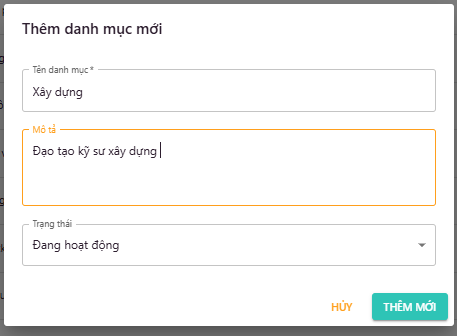 Thêm danh mục mới
Tên danh mục *
Xây dựng
Mô tả
Đạo tạo kỹ sư xây dựng
Trạng thái
Đang hoạt động
HỦY
THÊM MỚI